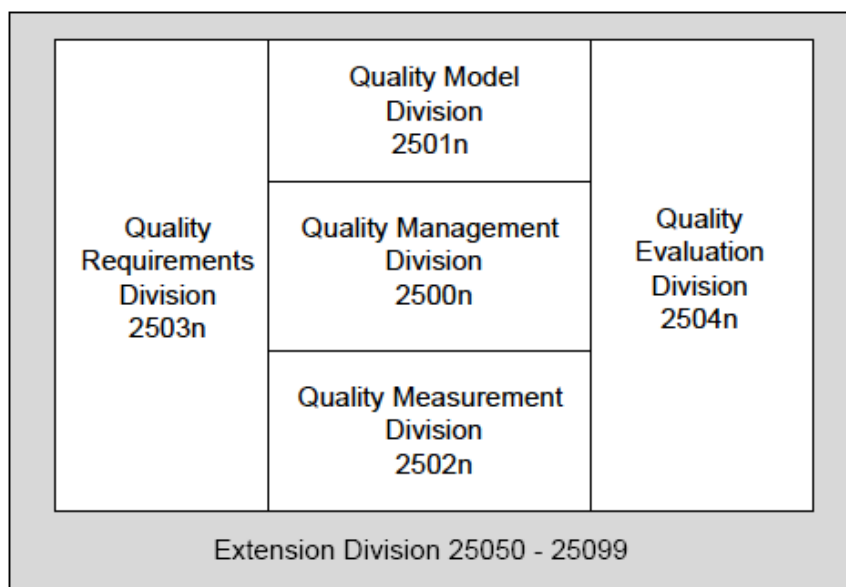 Quality Model
Division
2501n
Quality
Requirements
Division
2503n
Quality Management
Division
2500n
Quality
Evaluation
Division
2504n
Quality Measurement
Division
2502n
Extension Division 25050 - 25099